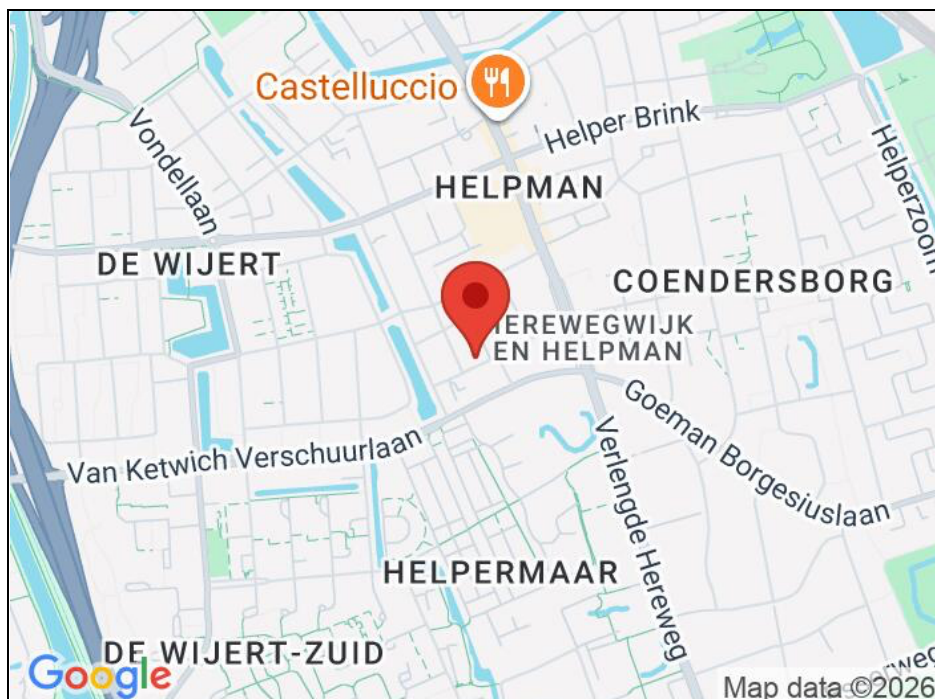 Castelluccio
Helper Brink
Vondellaan
Helperzoom
HELPMAN
DE WIJERT
COENDERSBORG
HEREWEGWIJK
EN HELPMAN
Goeman Borgesiuslaan
Van Ketwich Verschuurlaan
Verlengde Hereweg
HELPERMAAR
DE WIJERT-ZUID
Google
Map data ©2026